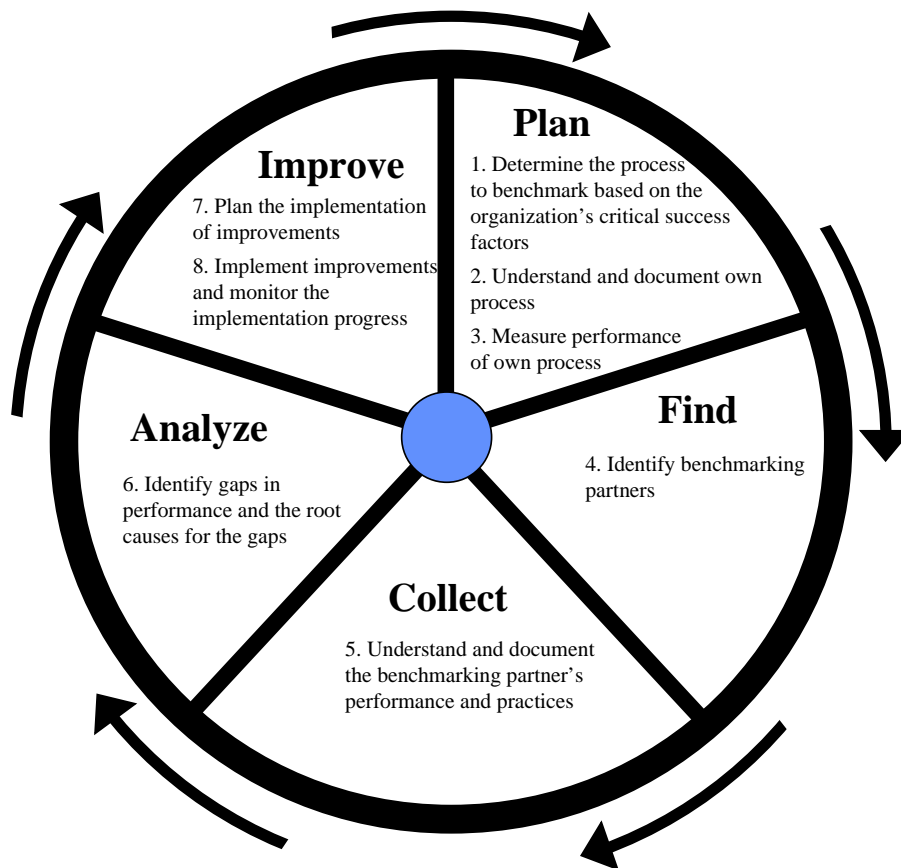 Plan
1. Determine the process
to benchmark based on the
organization’s critical success
factors
2. Understand and document own
process
3. Measure performance
of own process
Find
4. Identify benchmarking
partners
Collect
5. Understand and document
the benchmarking partner’s
performance and practices
Analyze
6. Identify gaps in
performance and the root
causes for the gaps
Improve
7. Plan the implementation
of improvements
8. Implement improvements
and monitor the
implementation progress